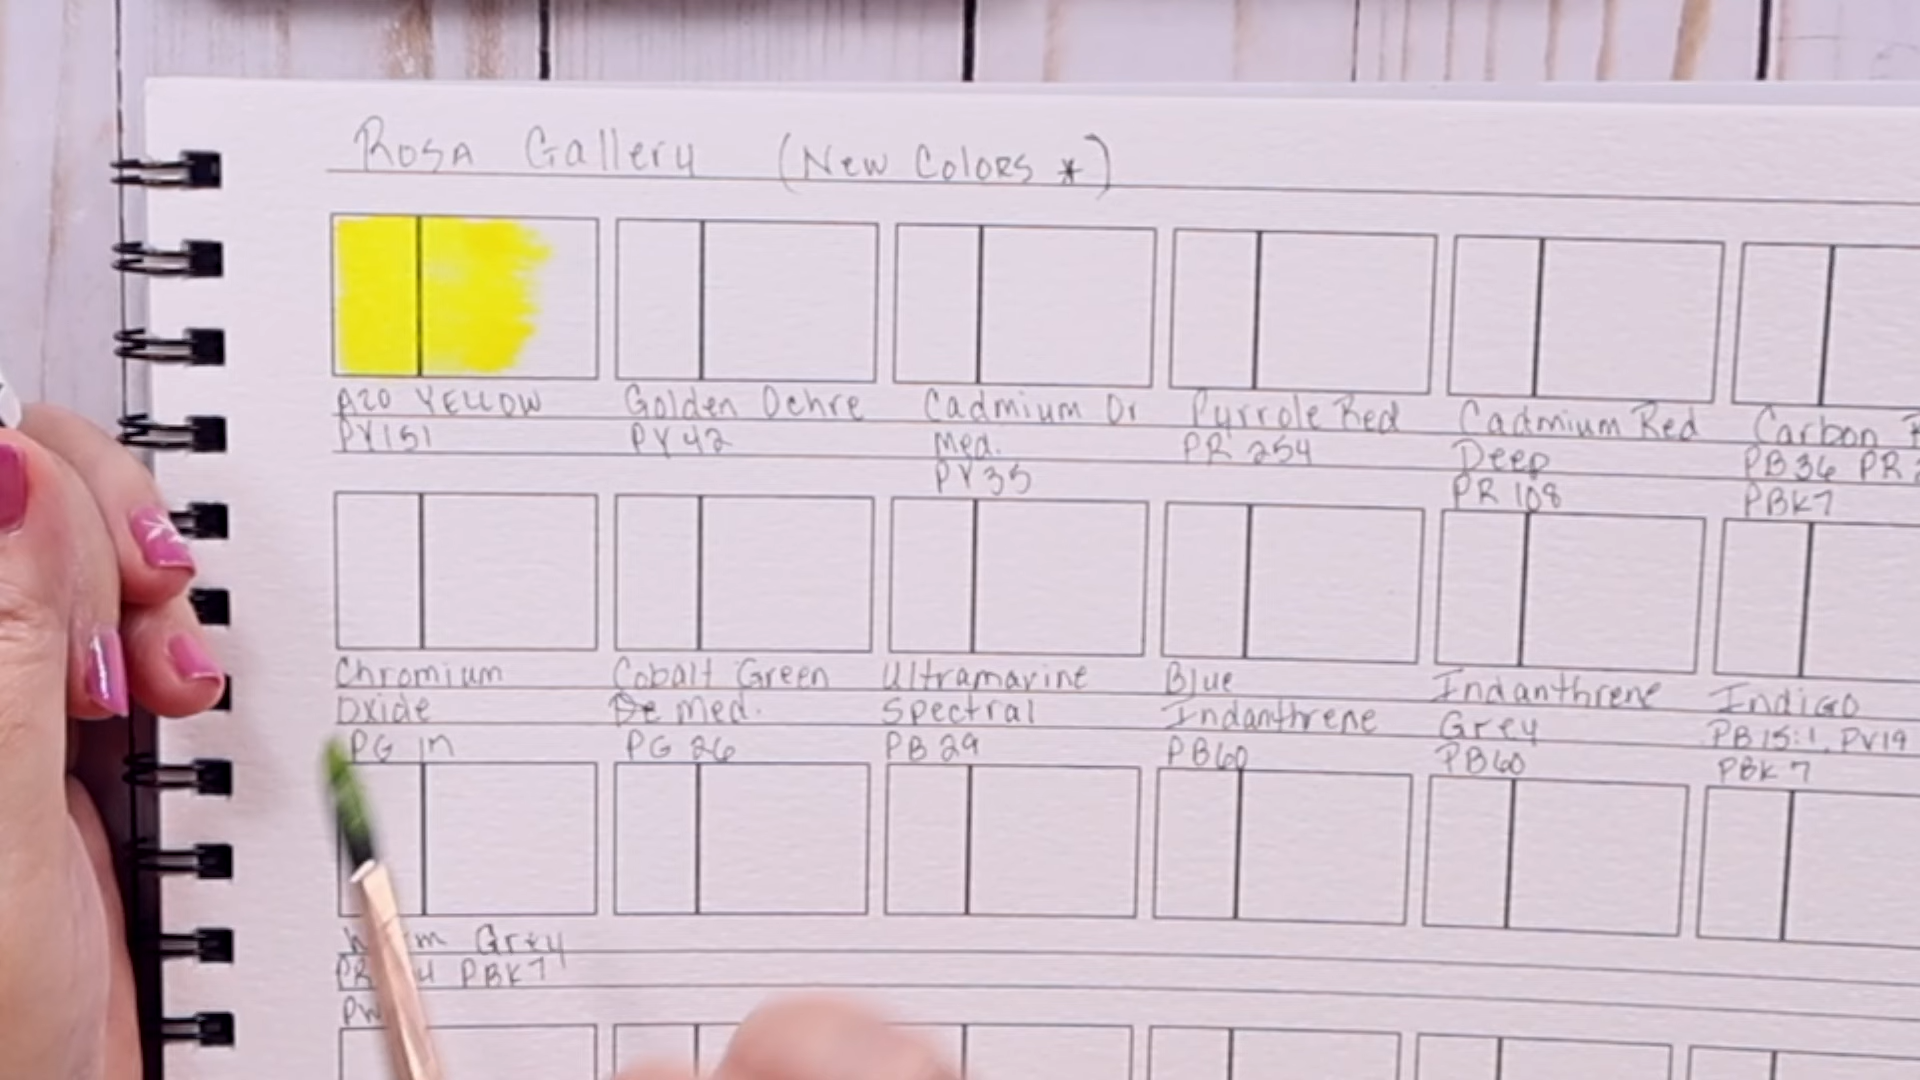 Rosa Gallery (New Colors *)
Azo Yellow Golden Ochre Cadmium Or Pyrrole Red Cadmium Red Carbon
PY151 PY42 Med. PR 254 Deep PB36 PR
PY35 PR 108 PBK7
Chromium Cobalt Green Ultramarine Blue Indanthrene Indigo
Oxide Med. Spectral Indanthrene Grey PB15:1, PV19
PG 17 PG 26 PB 29 PB60 PB60 PBK 7
Grey
PBK7